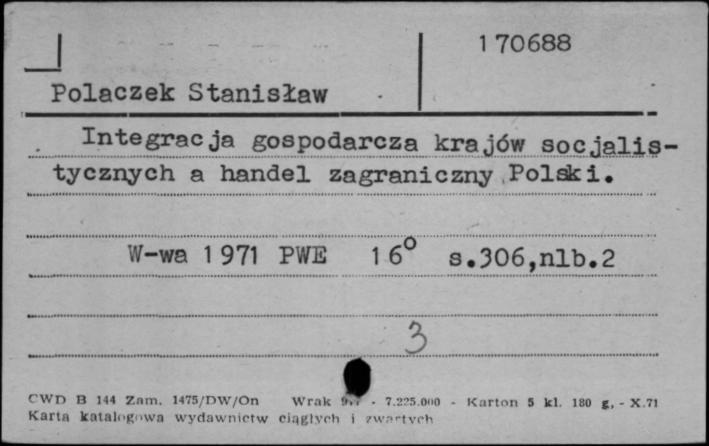 170688
Polaczek Stanisław
Integracja gospodarcza krajów socjalis-
tycznych a handel zagraniczny Polski.
W-wa 1971 PWE 16° s.306,nlb.2
3
CWD B 144 Zam. 1475/DW/On Wrak - 7.225.000 - Karton 5 kl. 180 g, - X.71
Karta katalogowa wydawnictw ciągłych i zwartych